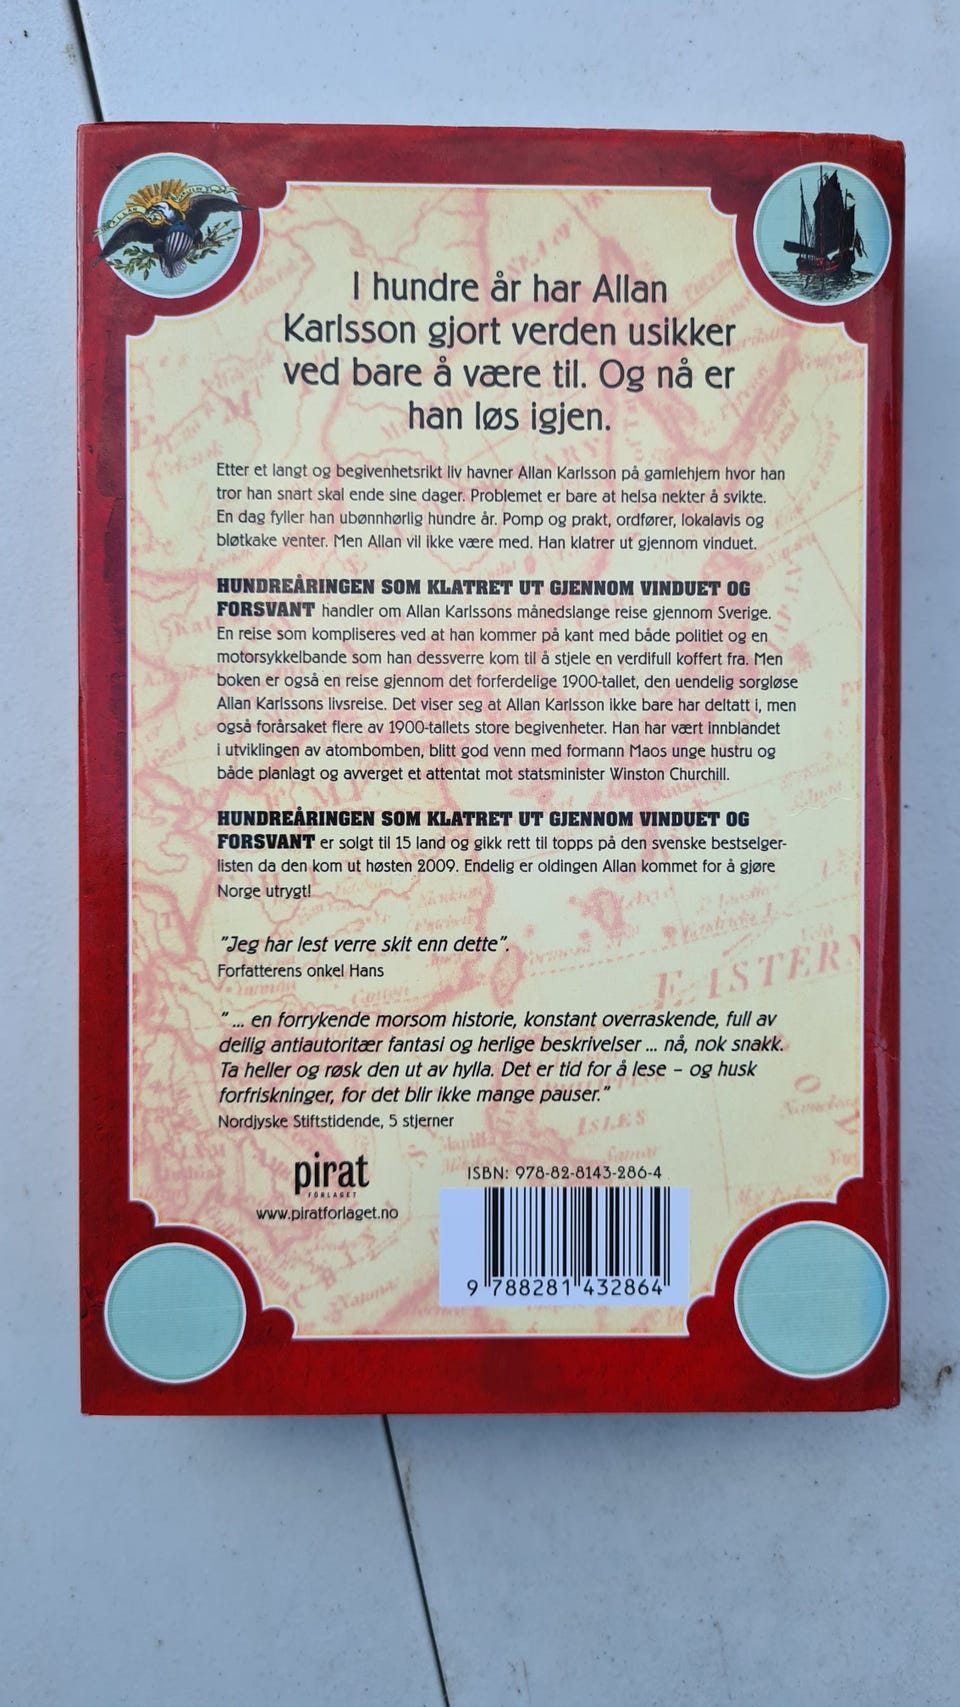 I hundre år har Allan
Karlsson gjort verden usikker
ved bare å være til. Og nå er
han løs igjen.
Etter et langt og begivenhetsrikt liv havner Allan Karlsson på gamlehjem hvor han
tror han snart skal ende sine dager. Problemet er bare at helsa nekter å svikte.
En dag fyller han ubønnhørlig hundre år. Pomp og prakt, ordfører, lokalavis og
bløtkake venter. Men Allan vil ikke være med. Han klatrer ut gjennom vinduet.
HUNDREÅRINGEN SOM KLATRET UT GJENNOM VINDUET OG
FORSVANT handler om Allan Karlssons månedslange reise gjennom Sverige.
En reise som kompliseres ved at han kommer på kant med både politiet og en
motorsykkelbande som han dessverre kom til å stjele en verdifull koffert fra. Men
boken er også en reise gjennom det forferdelige 1900-tallet, den uendelig sorgløse
Allan Karlssons livsreise. Det viser seg at Allan Karlsson ikke bare har deltatt i, men
også forårsaket flere av 1900-tallets store begivenheter. Han har vært innblandet
i utviklingen av atombomben, blitt god venn med formann Maos unge hustru og
både planlagt og avverget et attentat mot statsminister Winston Churchill.
HUNDREÅRINGEN SOM KLATRET UT GJENNOM VINDUET OG
FORSVANT er solgt til 15 land og gikk rett til topps på den svenske bestselger-
listen da den kom ut høsten 2009. Endelig er oldingen Allan kommet for å gjøre
Norge utrygt!
"Jeg har lest verre skit enn dette".
Forfatterens onkel Hans
" ... en forrykende morsom historie, konstant overraskende, full av
deilig antiautoritær fantasi og herlige beskrivelser ... nå, nok snakk.
Ta heller og røsk den ut av hylla. Det er tid for å lese – og husk
forfriskninger, for det blir ikke mange pauser."
Nordjyske Stiftstidende, 5 stjerner
pirat
FORLAGET
www.piratforlaget.no
ISBN: 978-82-8143-286-4
9 788281 432864
EASTERN
ISLES